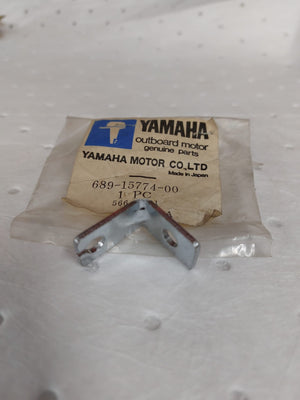 YAMAHA
outboard motor
genuine parts
YAMAHA MOTOR CO.,LTD
Made in Japan
689-15774-00
1 PC